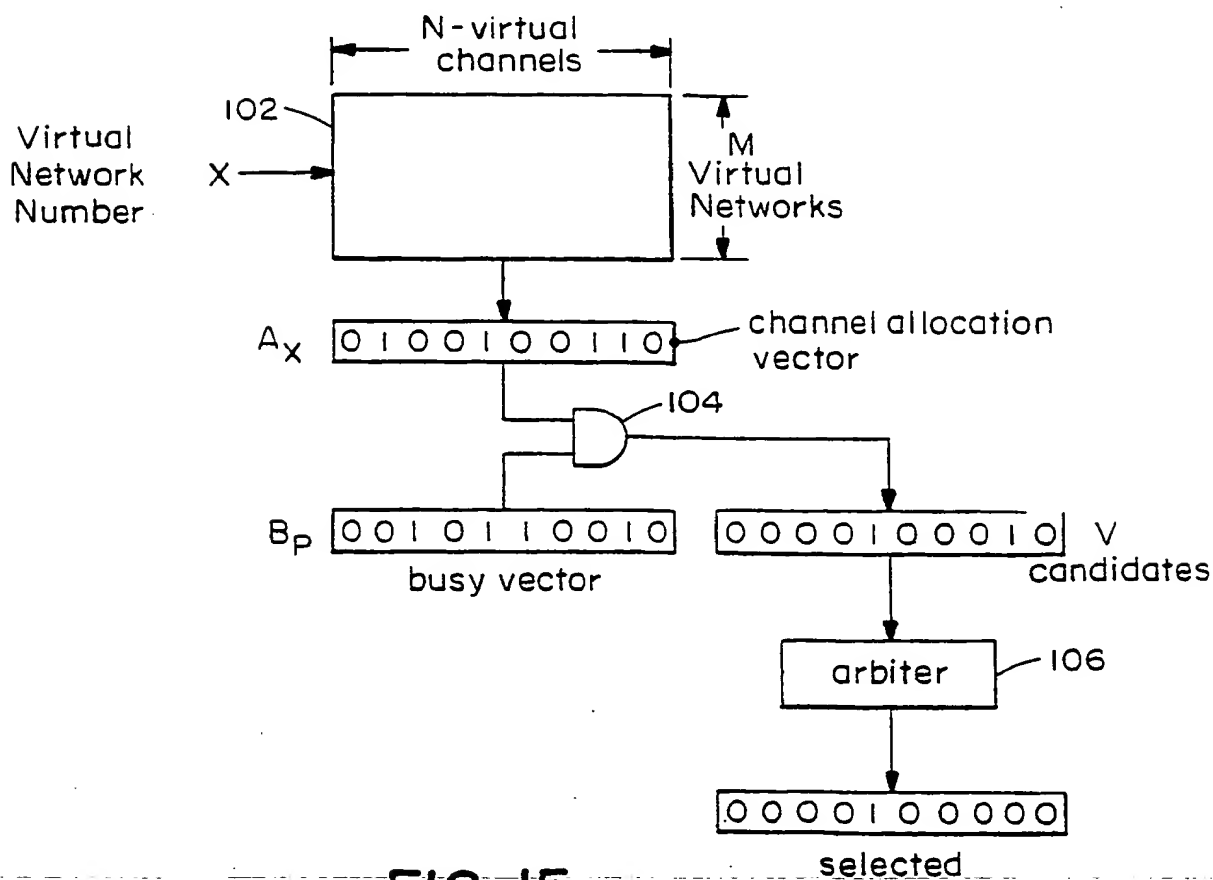 N-virtual
channels
102
Virtual
Network
Number
X
M
Virtual
Networks
AX
0 1 0 0 1 0 0 1 1 0
channel allocation
vector
104
BP
0 0 1 0 1 1 0 0 1 0
busy vector
0 0 0 0 1 0 0 0 1 0
V
candidates
arbiter
106
0 0 0 0 1 0 0 0 0 0
selected